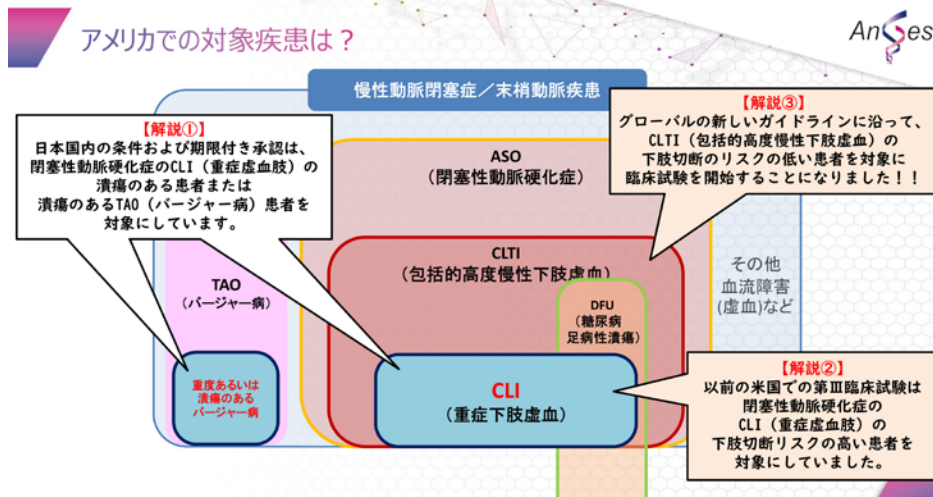 アメリカでの対象疾患は？
AnGes
慢性動脈閉塞症／末梢動脈疾患
【解説①】
日本国内の条件および期限付き承認は、
閉塞性動脈硬化症のCLI（重症虚血肢）の
潰瘍のある患者または
潰瘍のあるTAO（バージャー病）患者を
対象にしています。
【解説③】
グローバルの新しいガイドラインに沿って、
CLTI（包括的高度慢性下肢虚血）の
下肢切断のリスクの低い患者を対象に
臨床試験を開始することになりました！！
ASO
（閉塞性動脈硬化症）
CLTI
（包括的高度慢性下肢虚血）
その他
血流障害
(虚血)など
TAO
（バージャー病）
DFU
（糖尿病
足病性潰瘍）
重度あるいは
潰瘍のある
バージャー病
CLI
（重症下肢虚血）
【解説②】
以前の米国での第Ⅲ臨床試験は
閉塞性動脈硬化症の
CLI（重症虚血肢）の
下肢切断リスクの高い患者を
対象にしていました。